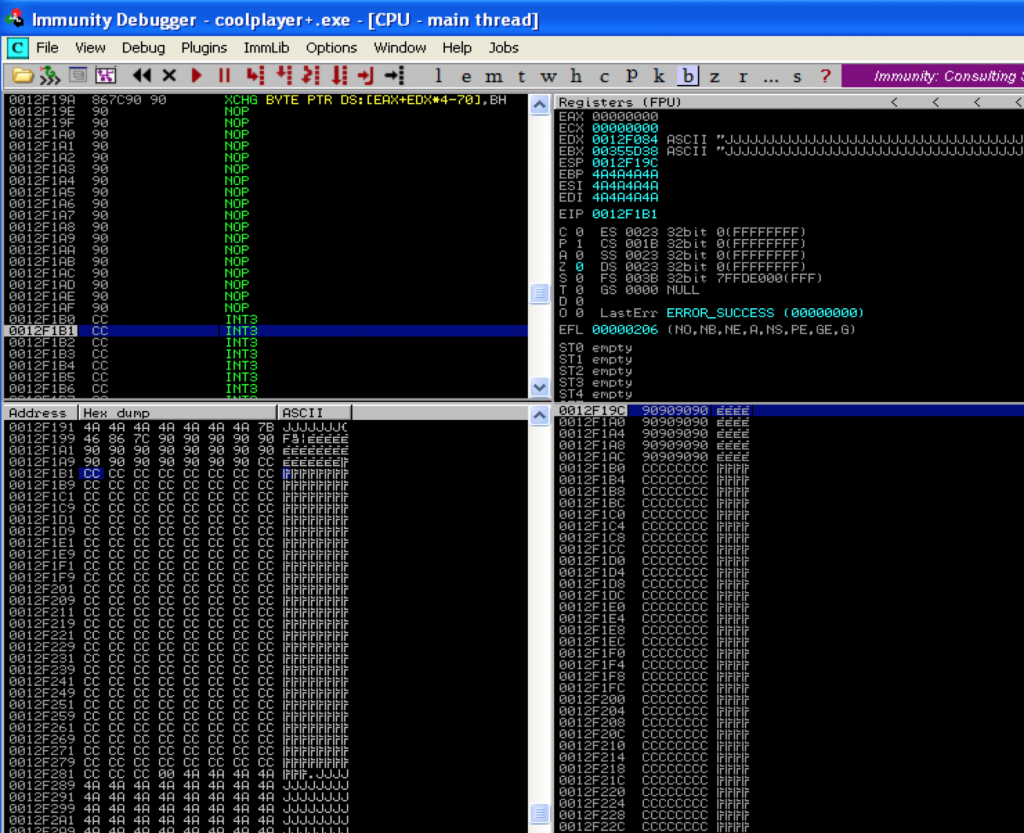 Immunity Debugger - coolplayer+.exe - [CPU - main thread]
C File View Debug Plugins ImmLib Options Window Help Jobs
l e m t w h c P k b z r ... s ? Immunity: Consulting
0012F19A 867C90 90 XCHG BYTE PTR DS:[EAX+EDX*4-70],BH
0012F19E 90 NOP
0012F19F 90 NOP
0012F1A0 90 NOP
0012F1A1 90 NOP
0012F1A2 90 NOP
0012F1A3 90 NOP
0012F1A4 90 NOP
0012F1A5 90 NOP
0012F1A6 90 NOP
0012F1A7 90 NOP
0012F1A8 90 NOP
0012F1A9 90 NOP
0012F1AA 90 NOP
0012F1AB 90 NOP
0012F1AC 90 NOP
0012F1AD 90 NOP
0012F1AE 90 NOP
0012F1AF 90 NOP
0012F1B0 CC INT3
0012F1B1 CC INT3
0012F1B2 CC INT3
0012F1B3 CC INT3
0012F1B4 CC INT3
0012F1B5 CC INT3
0012F1B6 CC INT3
Registers (FPU) < < < <
EAX 00000000
ECX 00000000
EDX 0012F084 ASCII "JJJJJJJJJJJJJJJJJJJJJJJJJJJJJJJJJJJJ
EBX 00355D38 ASCII "JJJJJJJJJJJJJJJJJJJJJJJJJJJJJJJJJJJJ
ESP 0012F19C
EBP 4A4A4A4A
ESI 4A4A4A4A
EDI 4A4A4A4A
EIP 0012F1B1
C 0 ES 0023 32bit 0(FFFFFFFF)
P 1 CS 001B 32bit 0(FFFFFFFF)
A 0 SS 0023 32bit 0(FFFFFFFF)
Z 0 DS 0023 32bit 0(FFFFFFFF)
S 0 FS 003B 32bit 7FFDE000(FFF)
T 0 GS 0000 NULL
D 0
O 0 LastErr ERROR_SUCCESS (00000000)
EFL 00000206 (NO,NB,NE,A,NS,PE,GE,G)
ST0 empty
ST1 empty
ST2 empty
ST3 empty
ST4 empty
Address Hex dump ASCII
0012F191 4A 4A 4A 4A 4A 4A 4A 7B JJJJJJJ{
0012F199 46 86 7C 90 90 90 90 90 Få|ÉÉÉÉÉ
0012F1A1 90 90 90 90 90 90 90 90 ÉÉÉÉÉÉÉÉ
0012F1A9 90 90 90 90 90 90 90 CC ÉÉÉÉÉÉÉ╠
0012F1B1 CC CC CC CC CC CC CC CC
0012F1B9 CC CC CC CC CC CC CC CC
0012F1C1 CC CC CC CC CC CC CC CC
0012F1C9 CC CC CC CC CC CC CC CC
0012F1D1 CC CC CC CC CC CC CC CC
0012F1D9 CC CC CC CC CC CC CC CC
0012F1E1 CC CC CC CC CC CC CC CC
0012F1E9 CC CC CC CC CC CC CC CC
0012F1F1 CC CC CC CC CC CC CC CC
0012F1F9 CC CC CC CC CC CC CC CC
0012F201 CC CC CC CC CC CC CC CC
0012F209 CC CC CC CC CC CC CC CC
0012F211 CC CC CC CC CC CC CC CC
0012F219 CC CC CC CC CC CC CC CC
0012F221 CC CC CC CC CC CC CC CC
0012F229 CC CC CC CC CC CC CC CC
0012F231 CC CC CC CC CC CC CC CC
0012F239 CC CC CC CC CC CC CC CC
0012F241 CC CC CC CC CC CC CC CC
0012F249 CC CC CC CC CC CC CC CC
0012F251 CC CC CC CC CC CC CC CC
0012F259 CC CC CC CC CC CC CC CC
0012F261 CC CC CC CC CC CC CC CC
0012F269 CC CC CC CC CC CC CC CC
0012F271 CC CC CC CC CC CC CC CC
0012F279 CC CC CC CC CC CC CC CC
0012F281 CC CC CC 00 4A 4A 4A 4A .JJJJ
0012F289 4A 4A 4A 4A 4A 4A 4A 4A JJJJJJJJ
0012F291 4A 4A 4A 4A 4A 4A 4A 4A JJJJJJJJ
0012F299 4A 4A 4A 4A 4A 4A 4A 4A JJJJJJJJ
0012F2A1 4A 4A 4A 4A 4A 4A 4A 4A JJJJJJJJ
0012F19C 90909090 ÉÉÉÉ
0012F1A0 90909090 ÉÉÉÉ
0012F1A4 90909090 ÉÉÉÉ
0012F1A8 90909090 ÉÉÉÉ
0012F1AC 90909090 ÉÉÉÉ
0012F1B0 CCCCCCCC
0012F1B4 CCCCCCCC
0012F1B8 CCCCCCCC
0012F1BC CCCCCCCC
0012F1C0 CCCCCCCC
0012F1C4 CCCCCCCC
0012F1C8 CCCCCCCC
0012F1CC CCCCCCCC
0012F1D0 CCCCCCCC
0012F1D4 CCCCCCCC
0012F1D8 CCCCCCCC
0012F1DC CCCCCCCC
0012F1E0 CCCCCCCC
0012F1E4 CCCCCCCC
0012F1E8 CCCCCCCC
0012F1EC CCCCCCCC
0012F1F0 CCCCCCCC
0012F1F4 CCCCCCCC
0012F1F8 CCCCCCCC
0012F1FC CCCCCCCC
0012F200 CCCCCCCC
0012F204 CCCCCCCC
0012F208 CCCCCCCC
0012F20C CCCCCCCC
0012F210 CCCCCCCC
0012F214 CCCCCCCC
0012F218 CCCCCCCC
0012F21C CCCCCCCC
0012F220 CCCCCCCC
0012F224 CCCCCCCC
0012F228 CCCCCCCC
0012F22C CCCCCCCC